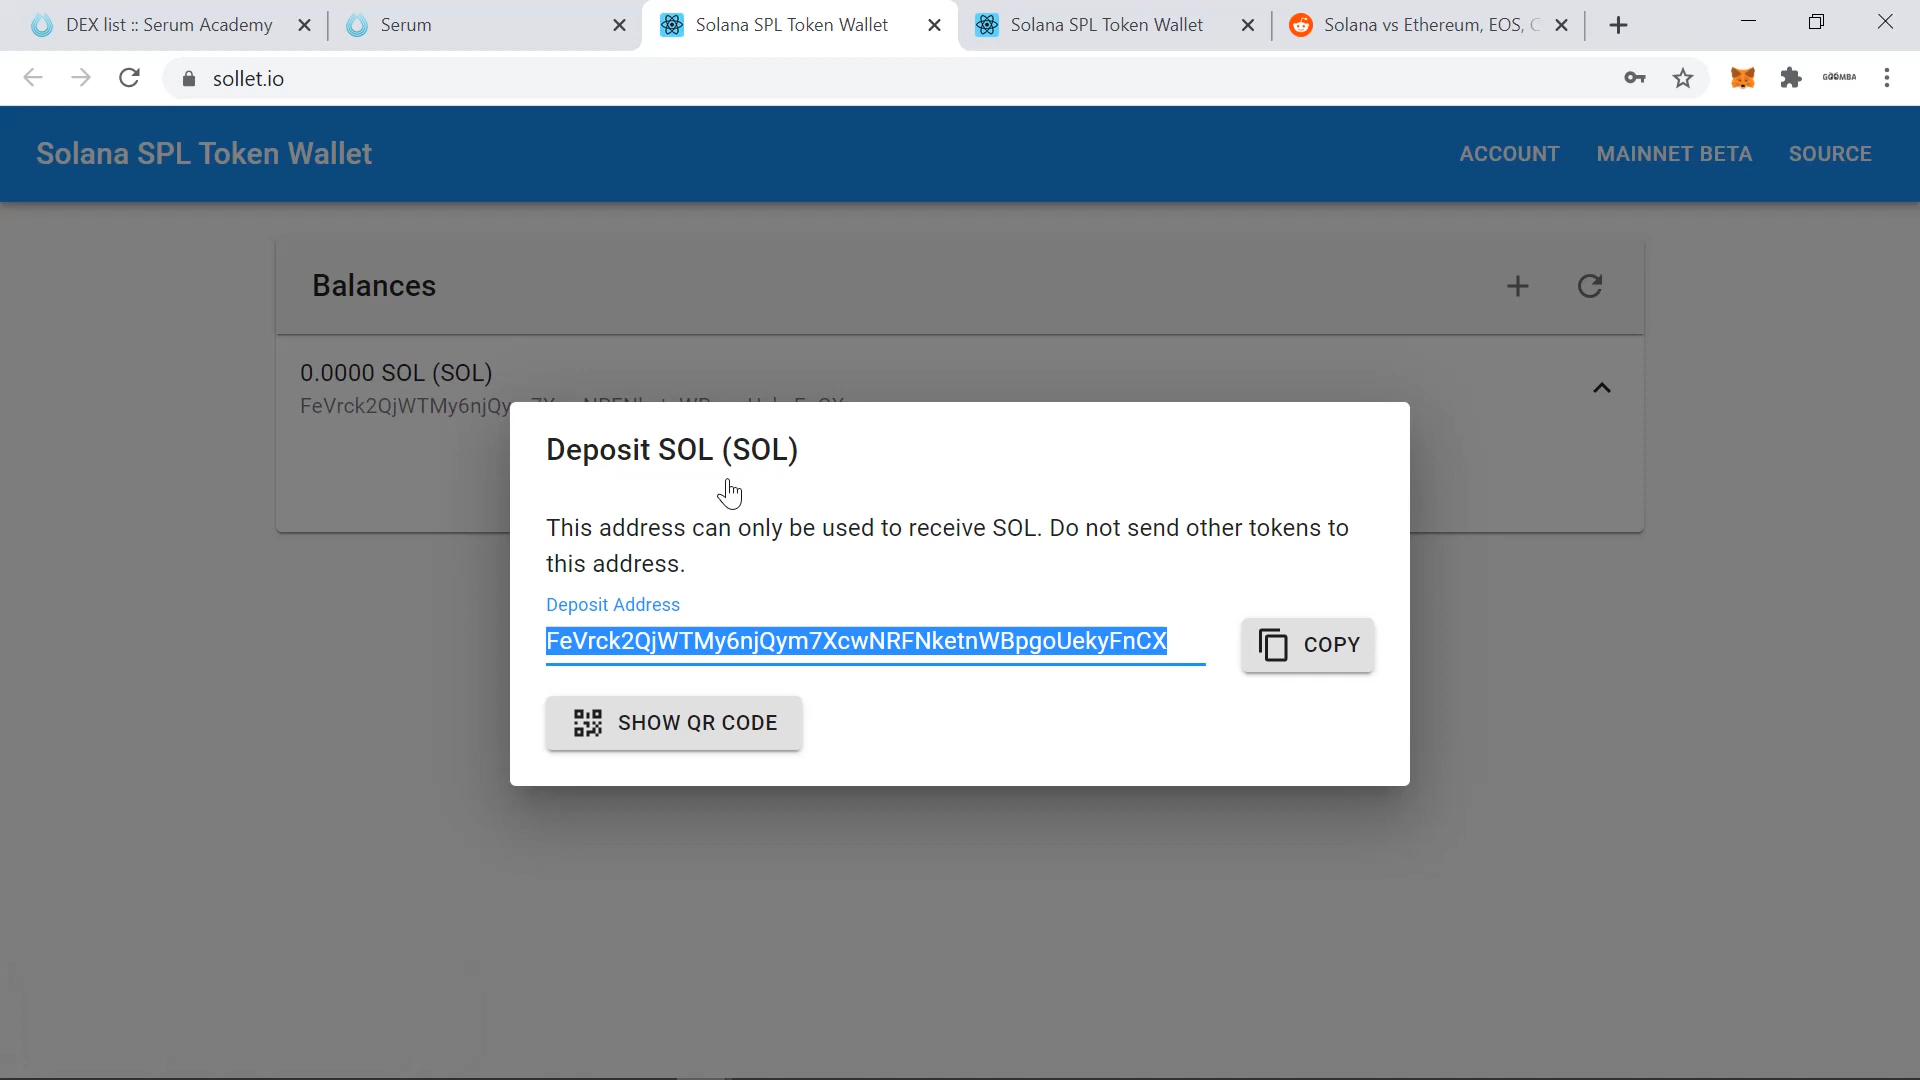 DEX list :: Serum Academy
Serum
Solana SPL Token Wallet
Solana SPL Token Wallet
Solana vs Ethereum, EOS,
sollet.io
GOOMBA
Solana SPL Token Wallet
ACCOUNT
MAINNET BETA
SOURCE
Balances
0.0000 SOL (SOL)
FeVrck2QjWTMy6njQy
Deposit SOL (SOL)
This address can only be used to receive SOL. Do not send other tokens to
this address.
Deposit Address
FeVrck2QjWTMy6njQym7XcwNRFNketnWBpgoUekyFnCX
COPY
SHOW QR CODE